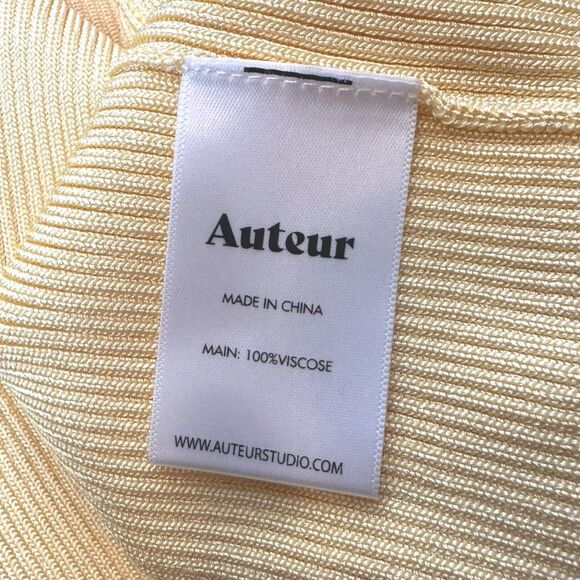 Auteur
MADE IN CHINA
MAIN: 100%VISCOSE
WWW.AUTEURSTUDIO.COM